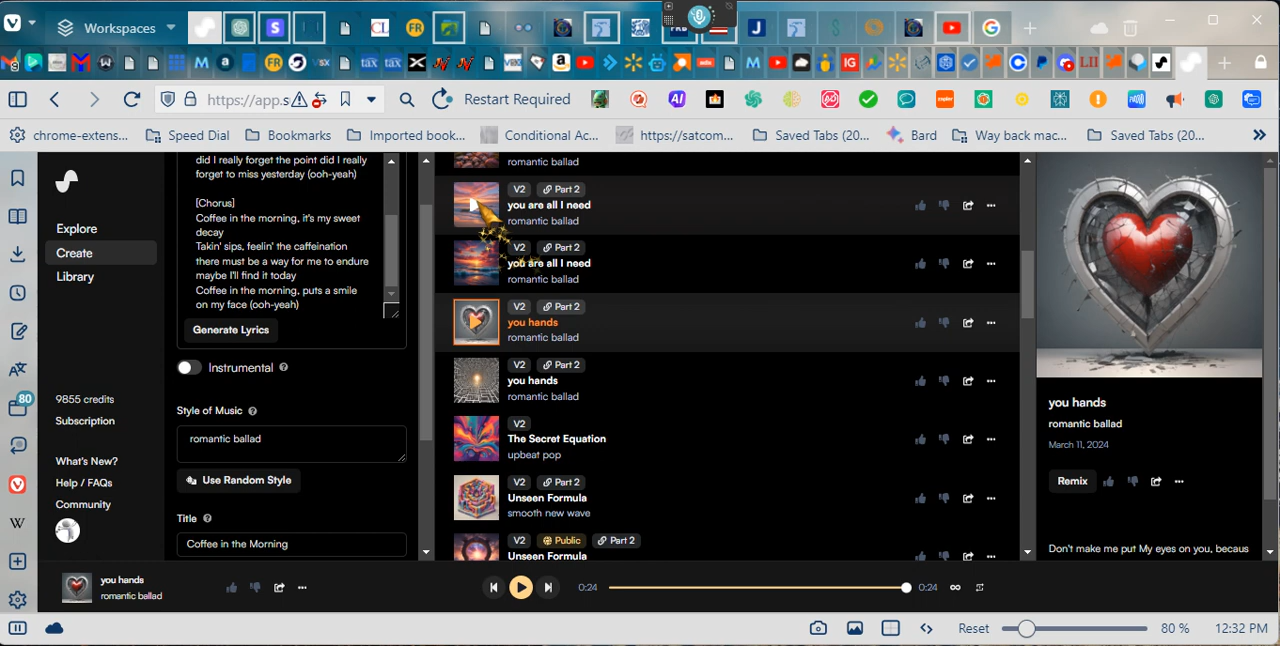 Workspaces
CL
FR
J
G
M
FR
VSX
tax
tax
M
IG
LII
https://app.s
Restart Required
AI
chrome-extens...
Speed Dial
Bookmarks
Imported book...
Conditional Ac...
https://satcom...
Saved Tabs (20...
Bard
Way back mac...
Saved Tabs (20...
Explore
Create
Library
9855 credits
Subscription
What's New?
Help / FAQs
Community
80
W
did I really forget the point did I really
forget to miss yesterday (ooh-yeah)
[Chorus]
Coffee in the morning, it's my sweet
decay
Takin' sips, feelin' the caffeination
there must be a way for me to endure
maybe I'll find it today
Coffee in the morning, puts a smile
on my face (ooh-yeah)
Generate Lyrics
Instrumental
Style of Music
romantic ballad
Use Random Style
Title
Coffee in the Morning
romantic ballad
V2 Part 2
you are all I need
romantic ballad
V2 Part 2
you are all I need
romantic ballad
V2 Part 2
you hands
romantic ballad
V2 Part 2
you hands
romantic ballad
V2
The Secret Equation
upbeat pop
V2 Part 2
Unseen Formula
smooth new wave
V2 Public Part 2
Unseen Formula
you hands
romantic ballad
March 11, 2024
Remix
Don't make me put My eyes on you, becaus
you hands
romantic ballad
0:24
0:24
Reset
80 %
12:32 PM